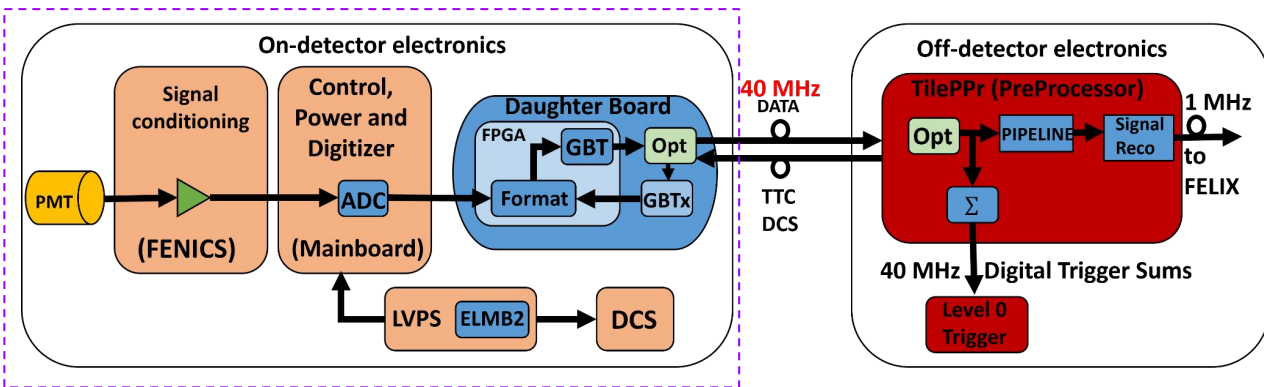 On-detector electronics
Signal
conditioning
PMT
(FENICS)
Control,
Power and
Digitizer
ADC
(Mainboard)
LVPS
ELMB2
DCS
Daughter Board
FPGA
GBT
Opt
Format
GBTx
40 MHz
DATA
TTC
DCS
Off-detector electronics
TilePPr (PreProcessor)
Opt
PIPELINE
Signal
Reco
Σ
1 MHz
to
FELIX
40 MHz Digital Trigger Sums
Level 0
Trigger